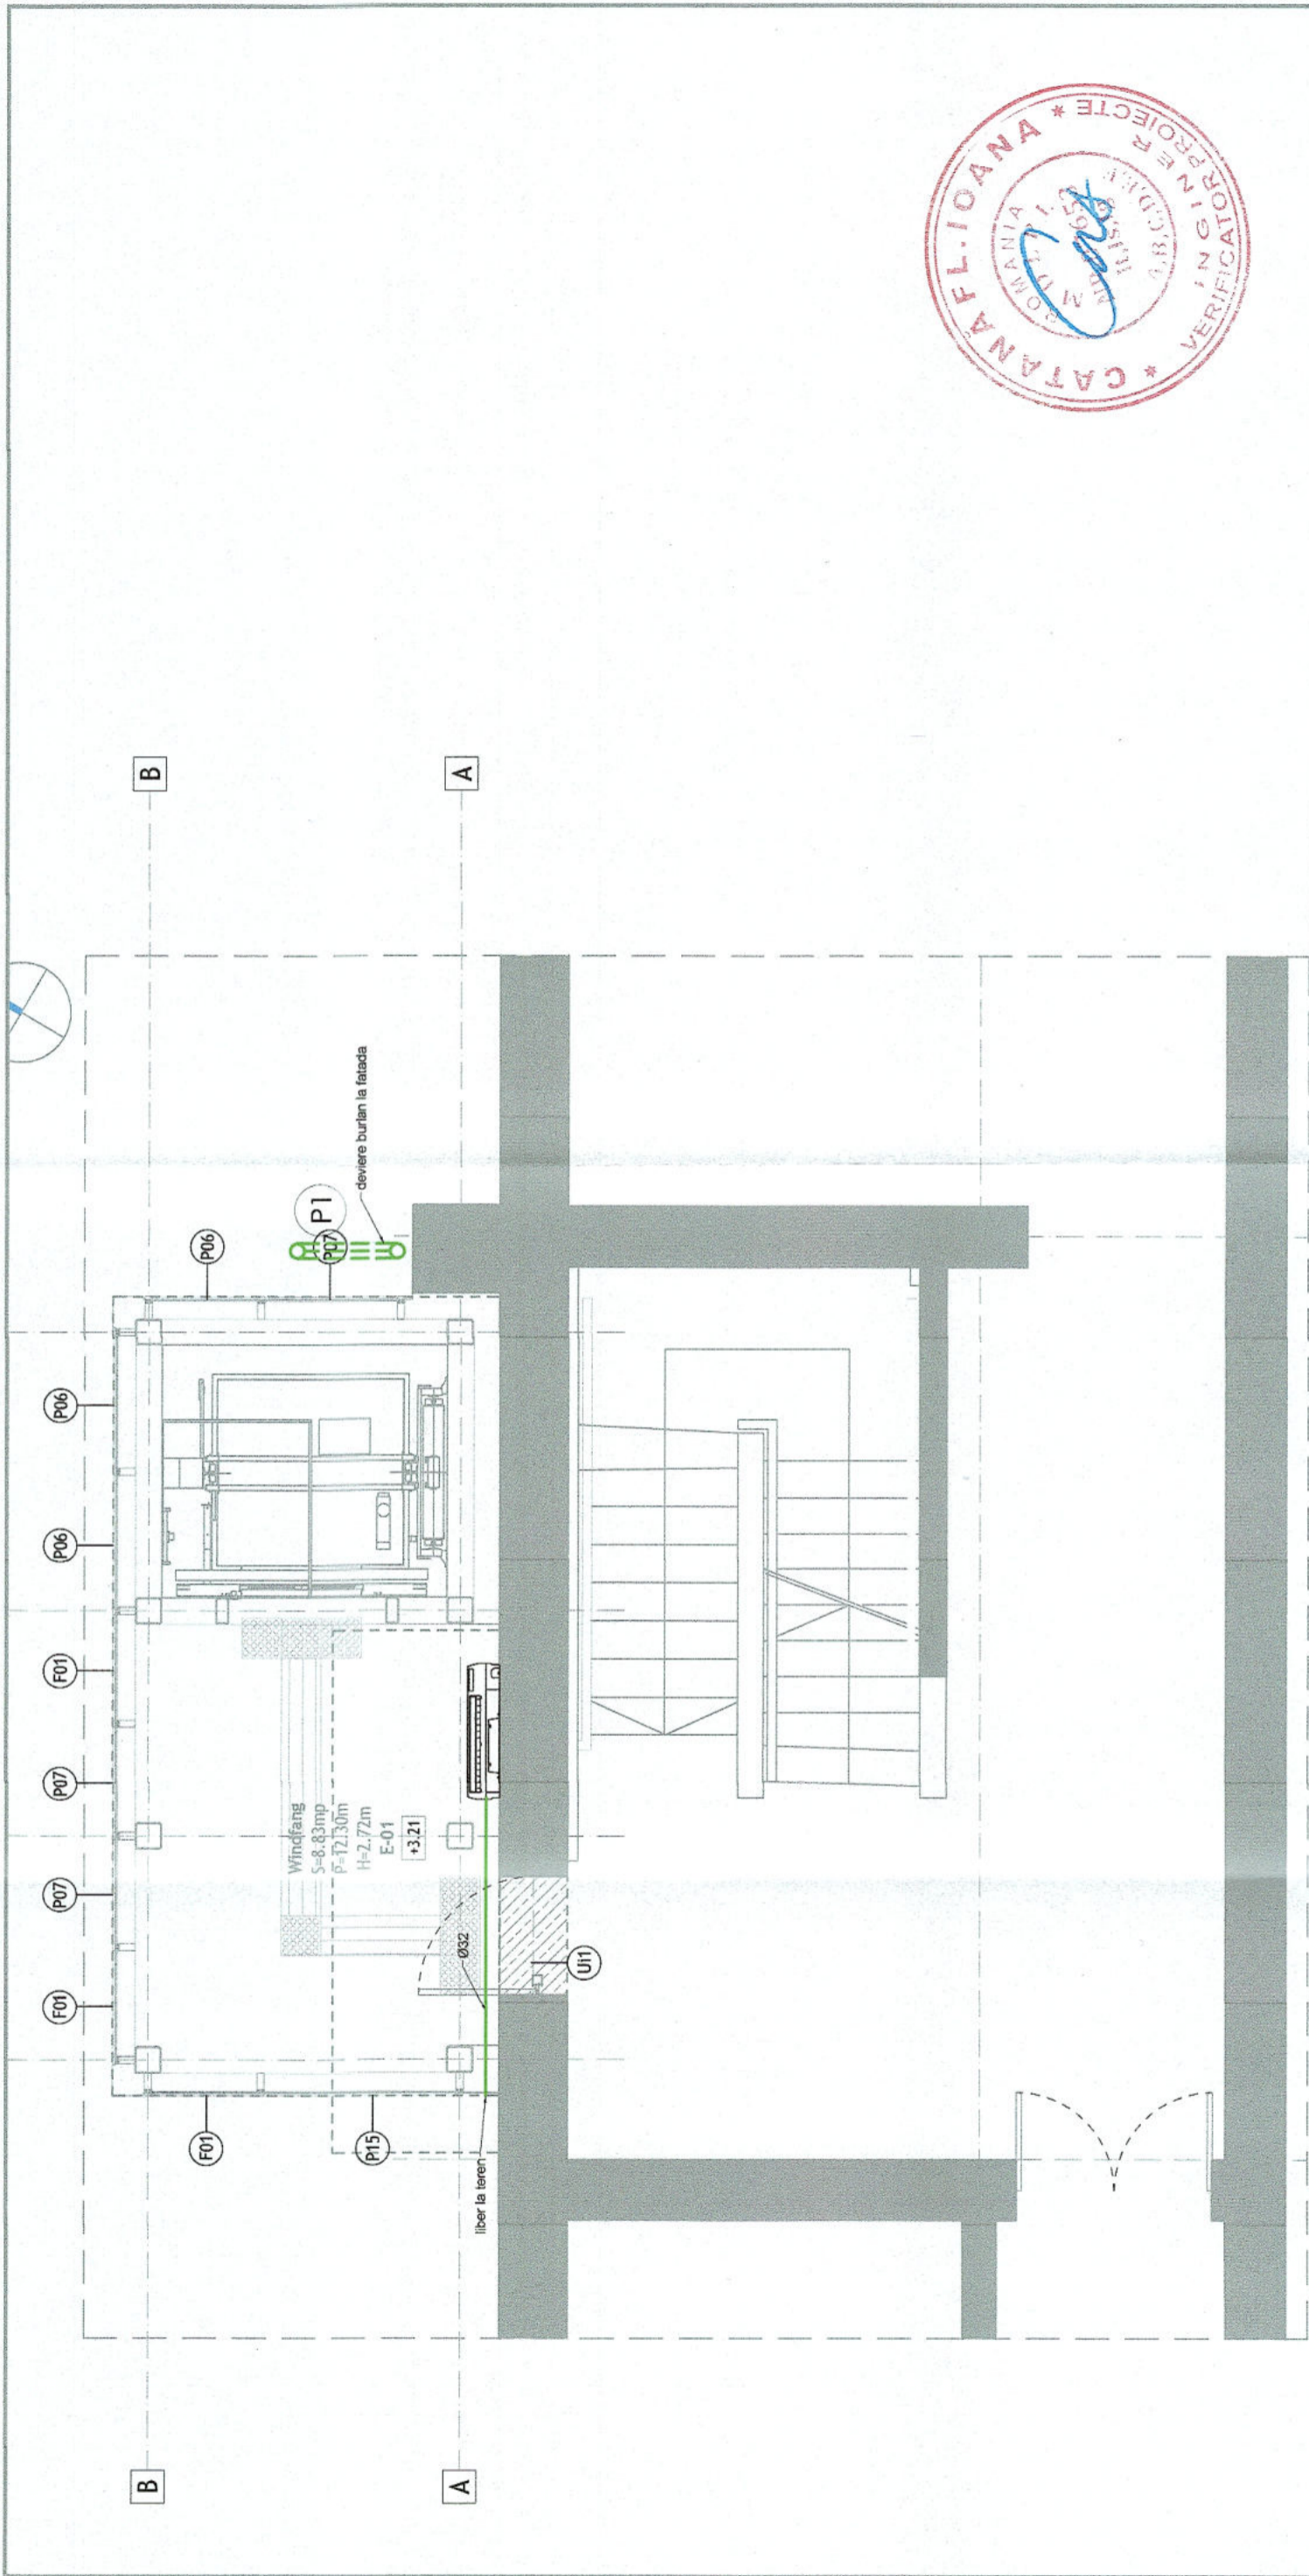 B
A
P1
P06
P07
deviere burlan la fatada
P06
P06
F01
P07
P07
F01
Windfang
S=8.83mp
P=12.30m
H=2.72m
E-01
+3.21
Ø32
Ui1
F01
P15
liber la teren
B
A
* CATANĂ FL. IOANA *
VERIFICATOR PROIECTE
INGINER
ROMANIA